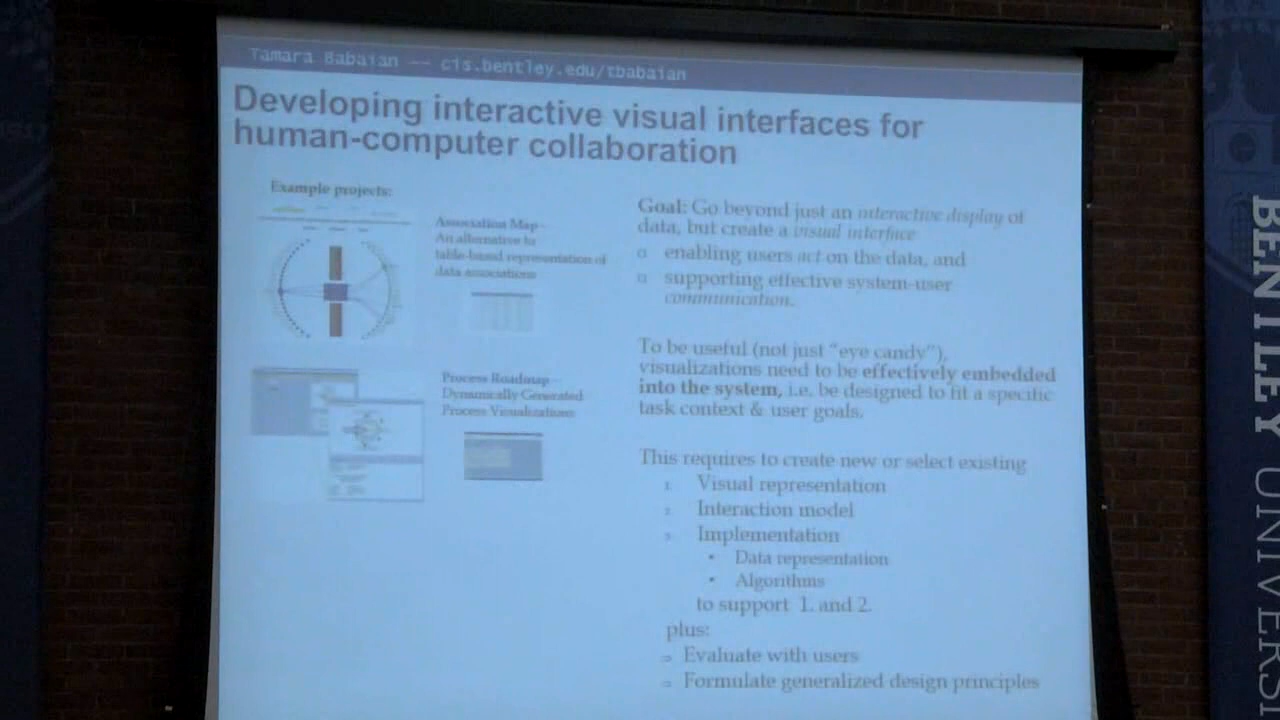 Tamara Babaian -- cis.bentley.edu/tbabaian
Developing interactive visual interfaces for
human-computer collaboration
Example projects:
Association Map –
An alternative to
table-based representation of
data associations
Process Roadmap –
Dynamically Generated
Process Visualizations
Goal: Go beyond just an interactive display of
data, but create a visual interface
enabling users act on the data, and
supporting effective system-user
communication.
To be useful (not just “eye candy”),
visualizations need to be effectively embedded
into the system, i.e. be designed to fit a specific
task context & user goals.
This requires to create new or select existing
1. Visual representation
2. Interaction model
3. Implementation
• Data representation
• Algorithms
to support 1. and 2.
plus:
⇒ Evaluate with users
⇒ Formulate generalized design principles
BENTLEY UNIVERSI